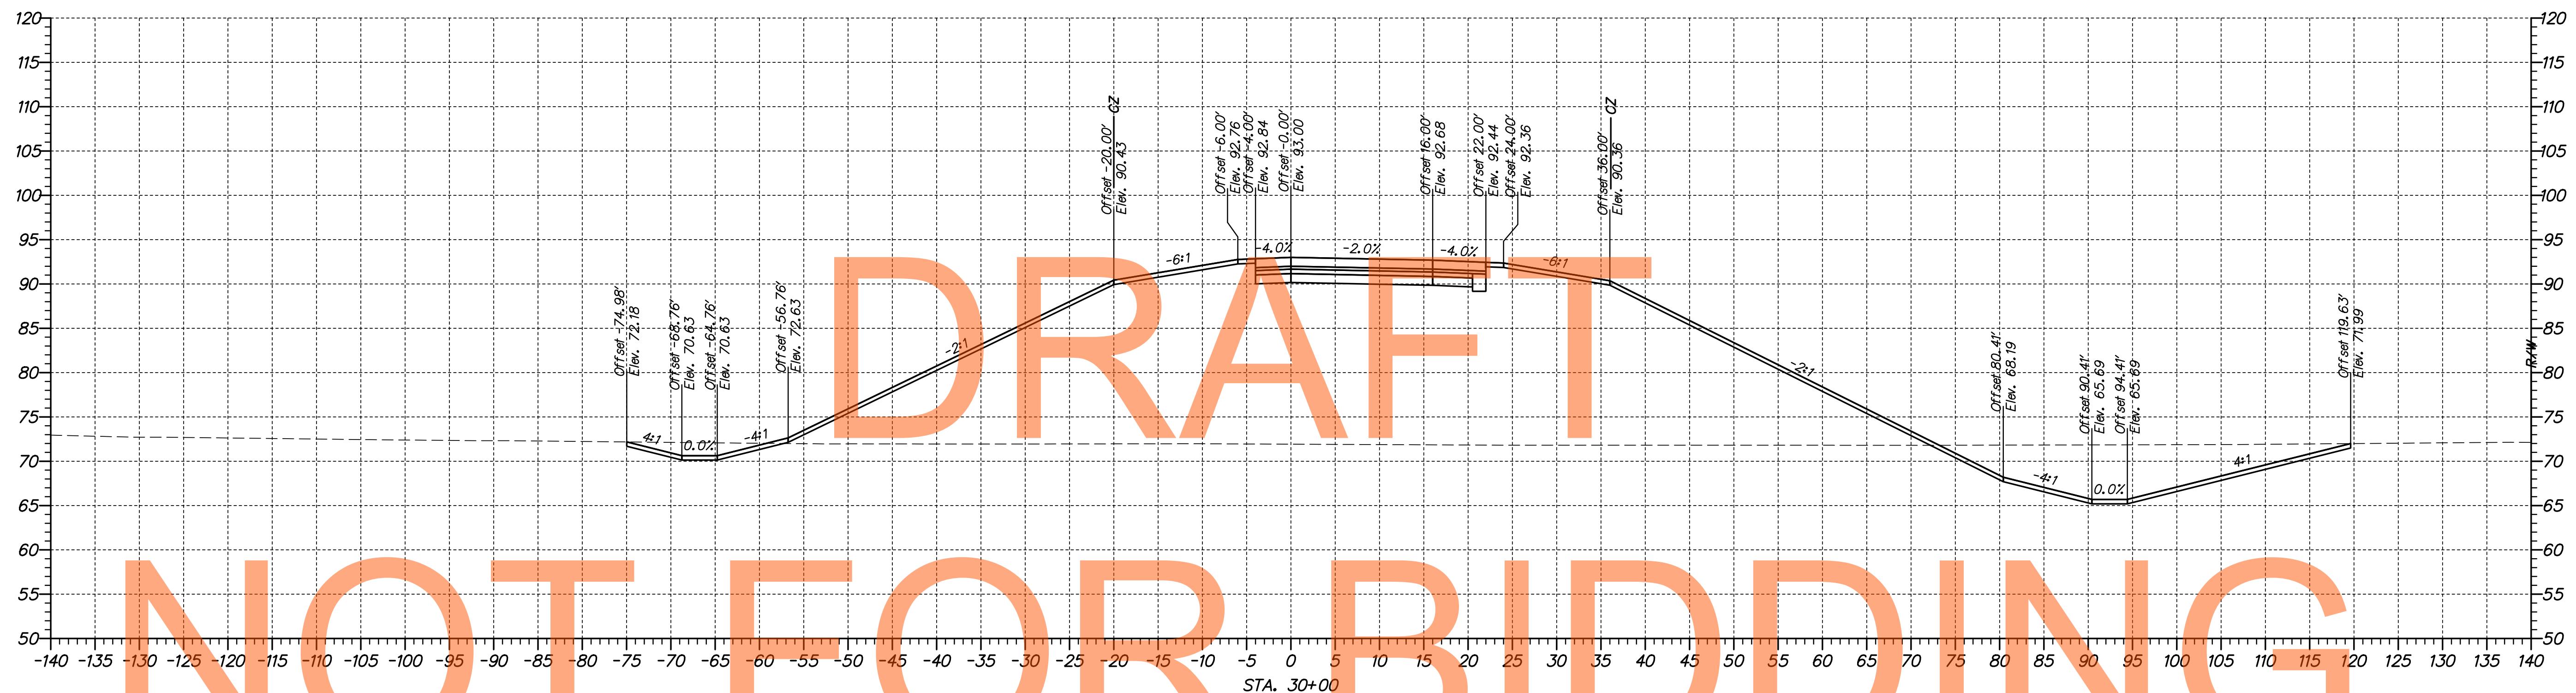 120
115
110
105
100
95
90
85
80
75
70
65
60
55
50
Offset -74.98'
Elev. 72.18
Offset -68.76'
Elev. 70.63
Offset -64.76'
Elev. 70.63
Offset -56.76'
Elev. 72.63
CZ
Offset -20.00'
Elev. 90.43
Offset -6.00'
Elev. 92.76
Offset -4.00'
Elev. 92.84
Offset -0.00'
Elev. 93.00
Offset 16.00'
Elev. 92.68
Offset 22.00'
Elev. 92.44
Offset 24.00'
Elev. 92.36
CZ
Offset 36.00'
Elev. 90.36
Offset 80.41'
Elev. 68.19
Offset 90.41'
Elev. 65.69
Offset 94.41'
Elev. 65.69
Offset 119.63'
Elev. 71.99
R/W
4:1
0.0%
-4:1
-2:1
-6:1
-4.0%
-2.0%
-4.0%
-6:1
-2:1
-4:1
0.0%
4:1
120
115
110
105
100
95
90
85
80
75
70
65
60
55
50
DRAFT
NOT FOR BIDDING
-140 -135 -130 -125 -120 -115 -110 -105 -100 -95 -90 -85 -80 -75 -70 -65 -60 -55 -50 -45 -40 -35 -30 -25 -20 -15 -10 -5 0 5 10 15 20 25 30 35 40 45 50 55 60 65 70 75 80 85 90 95 100 105 110 115 120 125 130 135 140
STA. 30+00